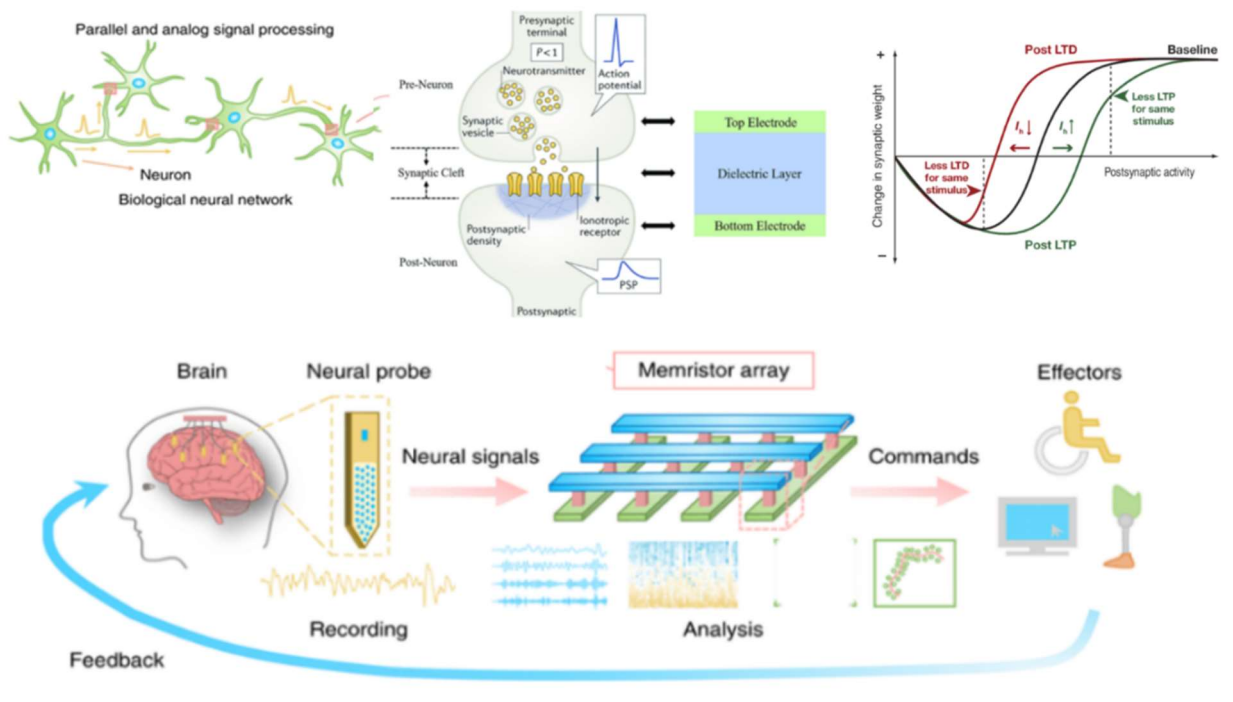 Parallel and analog signal processing
Neuron
Biological neural network
Presynaptic
terminal
P<1
Neurotransmitter
Action
potential
Pre-Neuron
Synaptic
vesicle
Synaptic Cleft
Ionotropic
receptor
Postsynaptic
density
Post-Neuron
PSP
Postsynaptic
Top Electrode
Dielectric Layer
Bottom Electrode
Change in synaptic weight
+
−
Post LTD
Baseline
Less LTP
for same
stimulus
Iₕ↓
Iₕ↑
Less LTD
for same
stimulus
Postsynaptic activity
Post LTP
Brain
Neural probe
Memristor array
Effectors
Neural signals
Commands
Recording
Analysis
Feedback